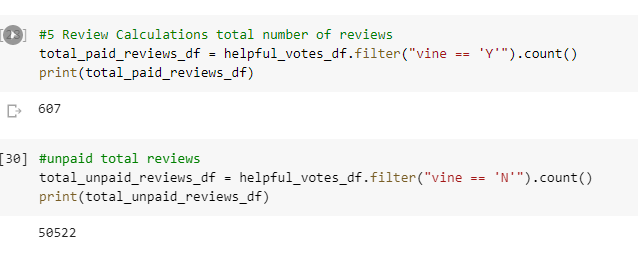 #5 Review Calculations total number of reviews
total_paid_reviews_df = helpful_votes_df.filter("vine == 'Y'").count()
print(total_paid_reviews_df)
607
[30] #unpaid total reviews
total_unpaid_reviews_df = helpful_votes_df.filter("vine == 'N'").count()
print(total_unpaid_reviews_df)
50522